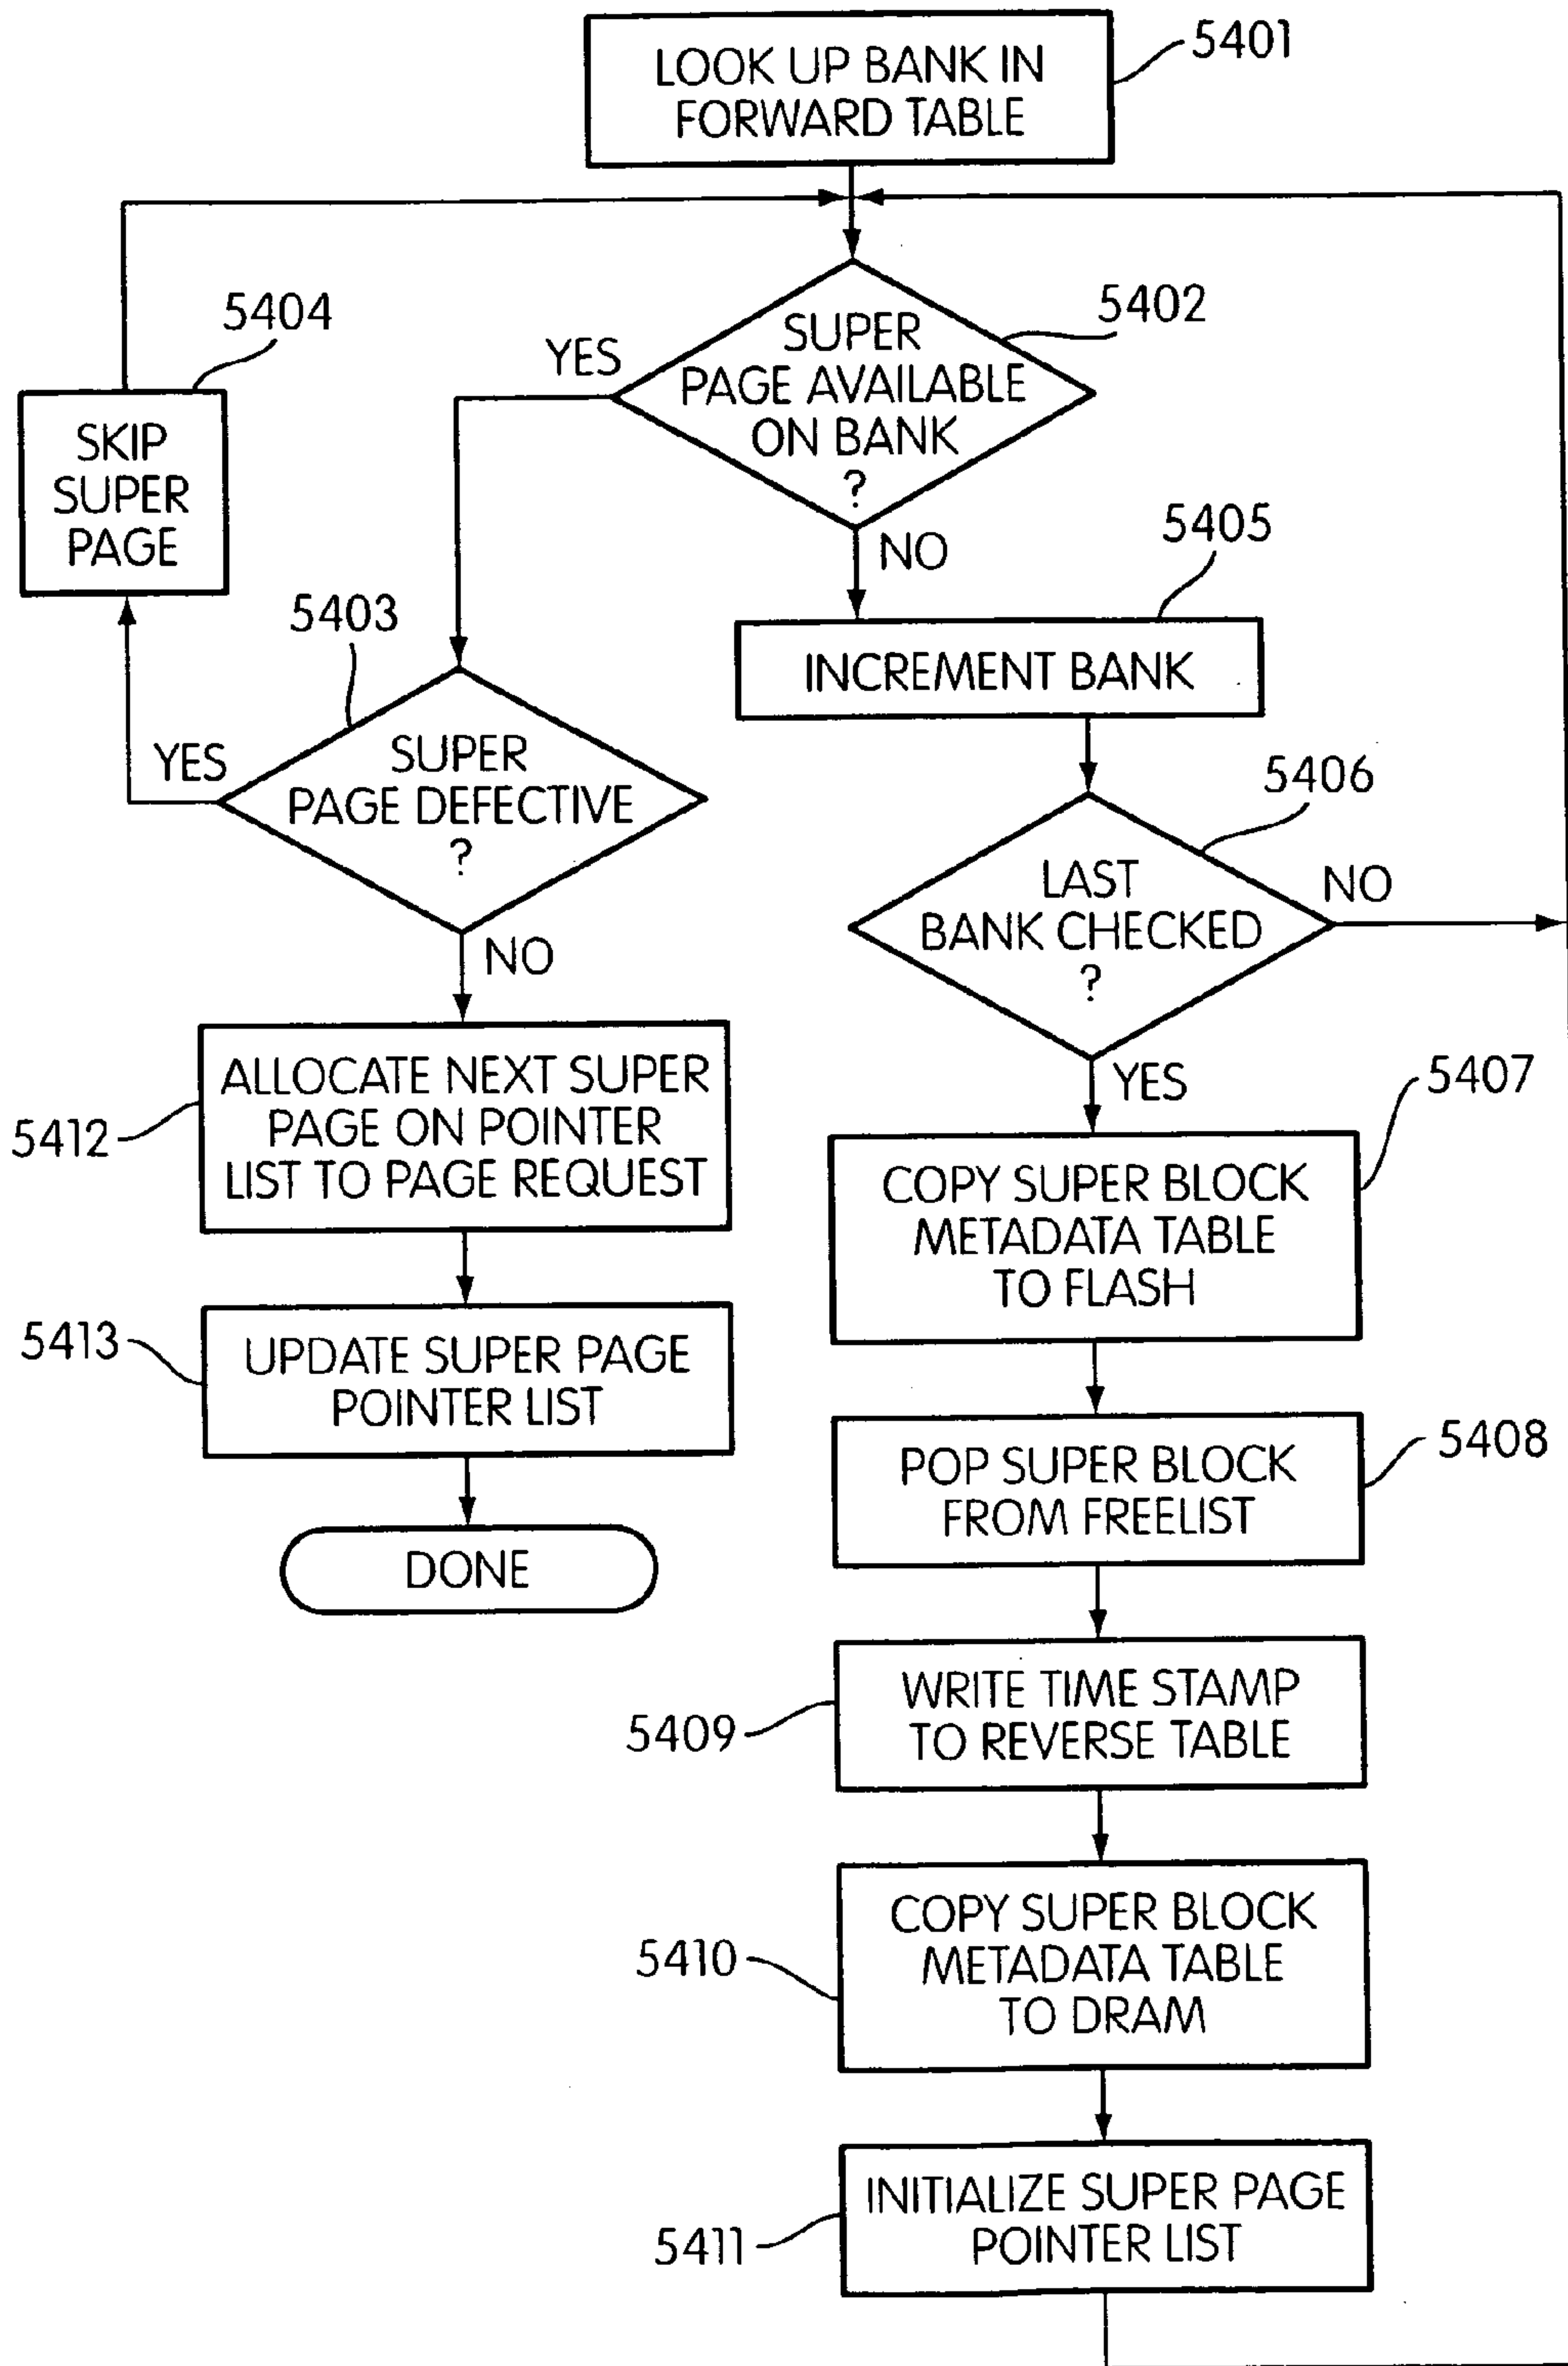 LOOK UP BANK IN
FORWARD TABLE
5401
SUPER
PAGE AVAILABLE
ON BANK
?
5402
YES
NO
5404
SKIP
SUPER
PAGE
5403
SUPER
PAGE DEFECTIVE
?
YES
NO
5405
INCREMENT BANK
5406
LAST
BANK CHECKED
?
NO
YES
5412
ALLOCATE NEXT SUPER
PAGE ON POINTER
LIST TO PAGE REQUEST
5413
UPDATE SUPER PAGE
POINTER LIST
DONE
5407
COPY SUPER BLOCK
METADATA TABLE
TO FLASH
5408
POP SUPER BLOCK
FROM FREELIST
5409
WRITE TIME STAMP
TO REVERSE TABLE
5410
COPY SUPER BLOCK
METADATA TABLE
TO DRAM
5411
INITIALIZE SUPER PAGE
POINTER LIST